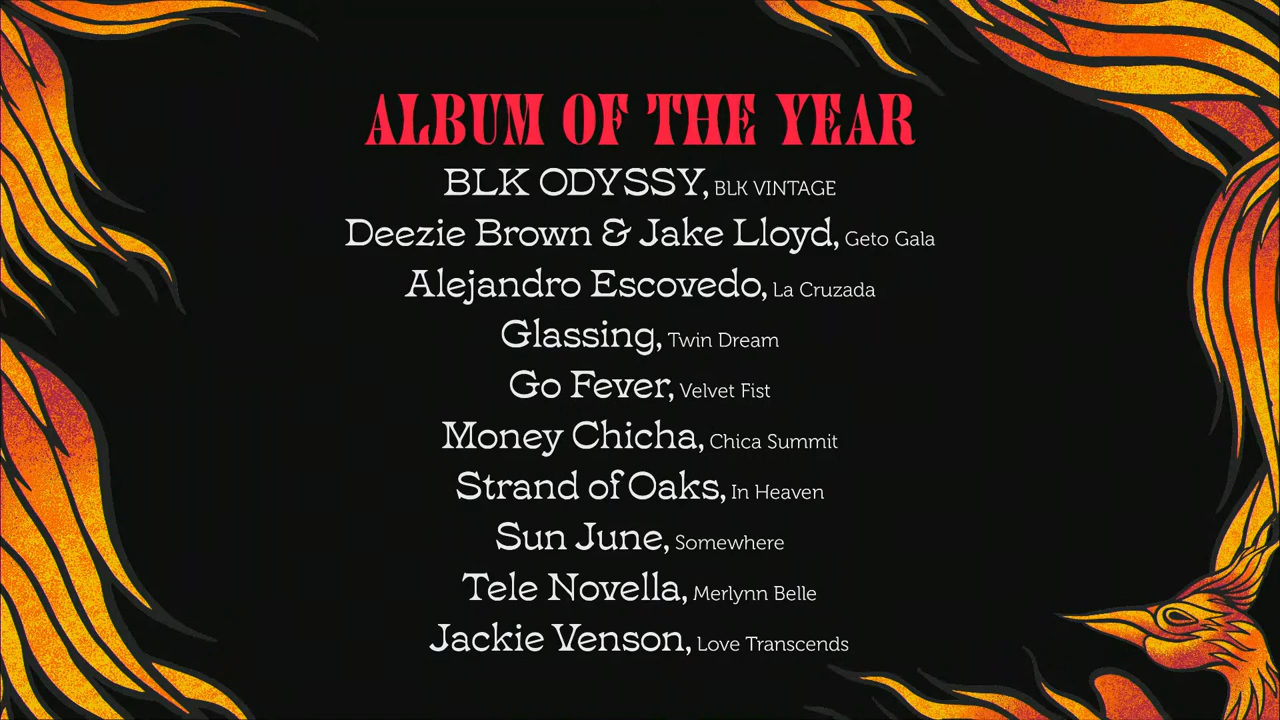 ALBUM OF THE YEAR
BLK ODYSSY, BLK VINTAGE
Deezie Brown & Jake Lloyd, Geto Gala
Alejandro Escovedo, La Cruzada
Glassing, Twin Dream
Go Fever, Velvet Fist
Money Chicha, Chica Summit
Strand of Oaks, In Heaven
Sun June, Somewhere
Tele Novella, Merlynn Belle
Jackie Venson, Love Transcends